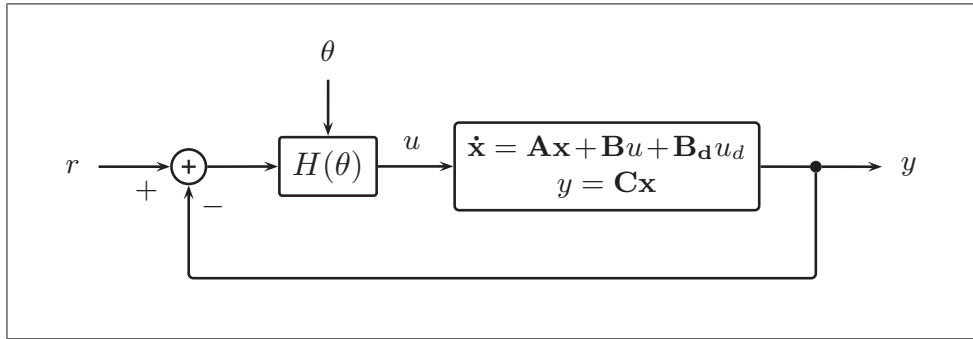 θ
r
+
+
−
H(θ)
u
ẋ = Ax + Bu + B_d u_d
y = Cx
y